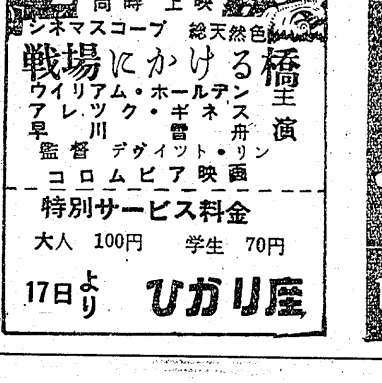 同時上映
シネマスコープ 総天然色
戦場にかける橋
ウイリアム・ホールデン
アレック・ギネス
早川雪舟
主演
監督 デヴィット・リン
コロムビア映画
特別サービス料金
大人 100円 学生 70円
17日より ひかり座